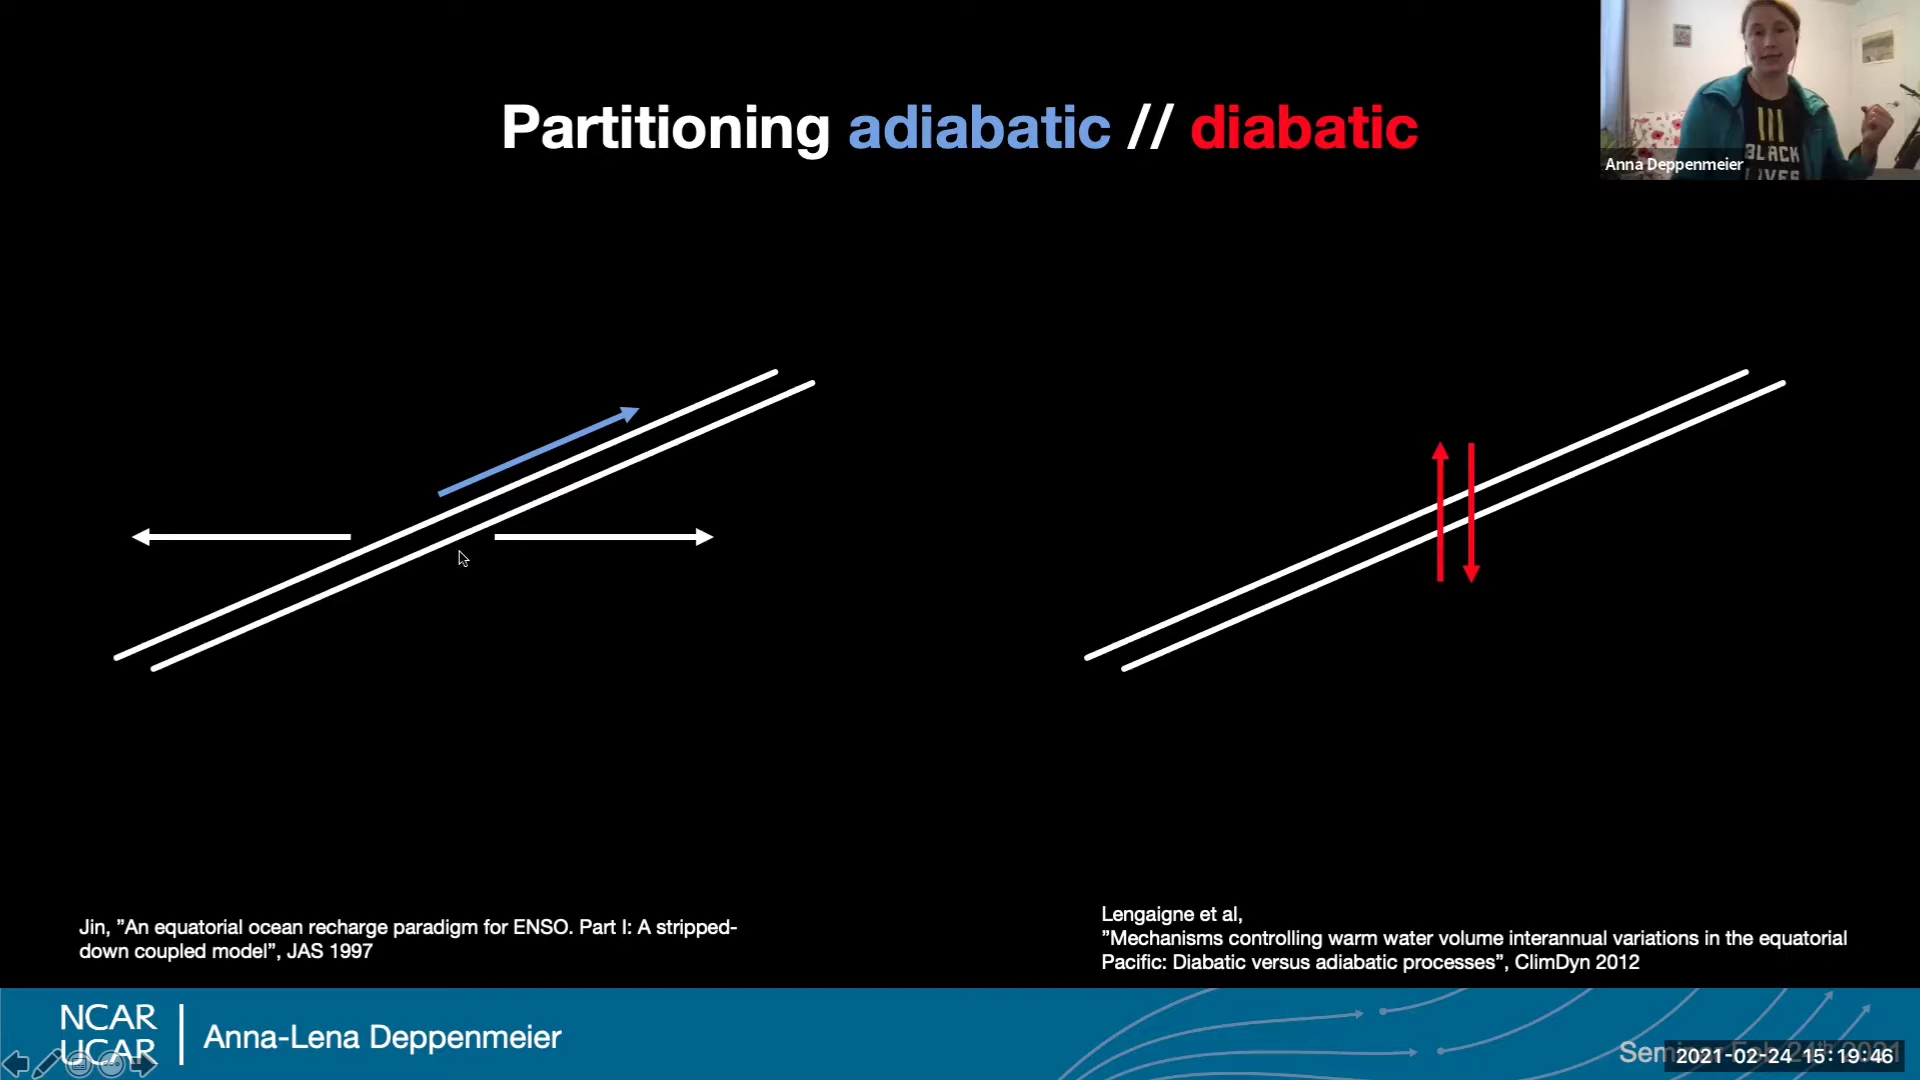 Partitioning adiabatic // diabatic
BLACK
LIVES
Anna Deppenmeier
Jin, ”An equatorial ocean recharge paradigm for ENSO. Part I: A stripped-
down coupled model”, JAS 1997
Lengaigne et al,
”Mechanisms controlling warm water volume interannual variations in the equatorial
Pacific: Diabatic versus adiabatic processes”, ClimDyn 2012
NCAR
UCAR
Anna-Lena Deppenmeier
2021-02-24 15:19:46